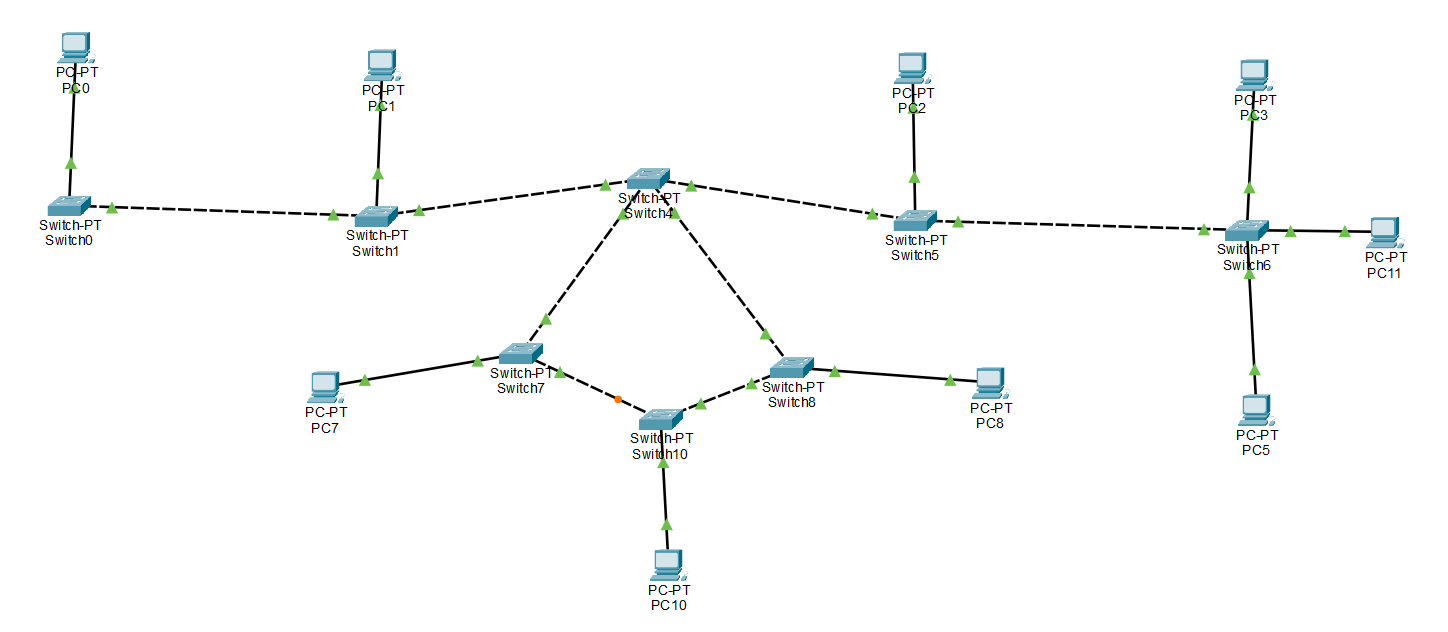 PC-PT
PC0
PC-PT
PC1
PC-PT
PC2
PC-PT
PC3
Switch-PT
Switch0
Switch-PT
Switch1
Switch-PT
Switch4
Switch-PT
Switch5
Switch-PT
Switch6
PC-PT
PC11
PC-PT
PC7
Switch-PT
Switch7
Switch-PT
Switch8
PC-PT
PC8
Switch-PT
Switch10
PC-PT
PC5
PC-PT
PC10